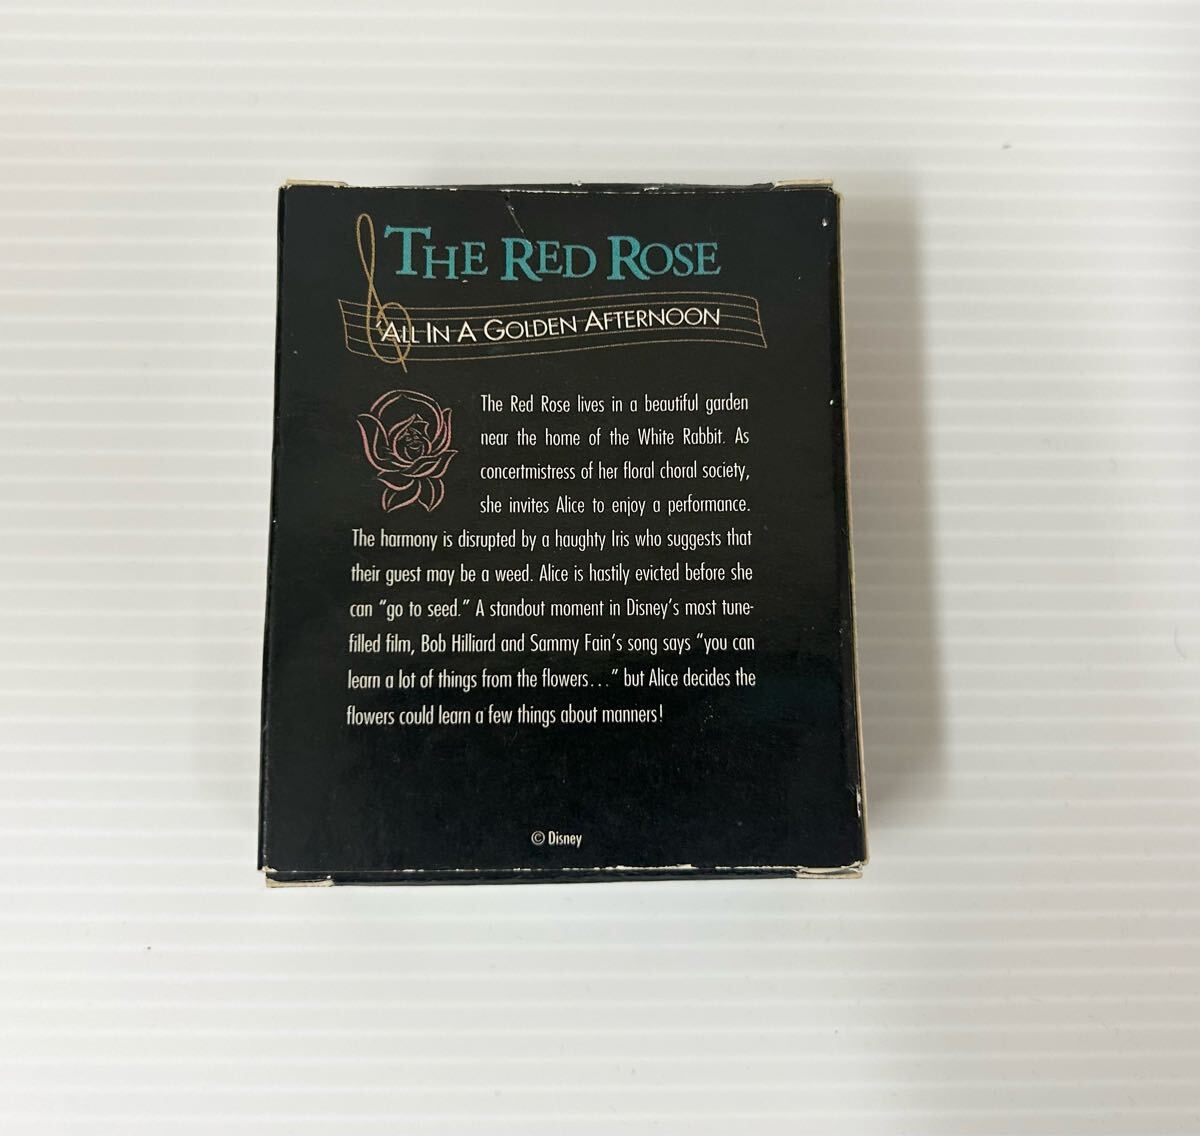 THE RED ROSE
ALL IN A GOLDEN AFTERNOON
The Red Rose lives in a beautiful garden
near the home of the White Rabbit. As
concertmistress of her floral choral society,
she invites Alice to enjoy a performance.
The harmony is disrupted by a haughty Iris who suggests that
their guest may be a weed. Alice is hastily evicted before she
can “go to seed.” A standout moment in Disney’s most tune-
filled film, Bob Hilliard and Sammy Fain’s song says “you can
learn a lot of things from the flowers...” but Alice decides the
flowers could learn a few things about manners!
© Disney